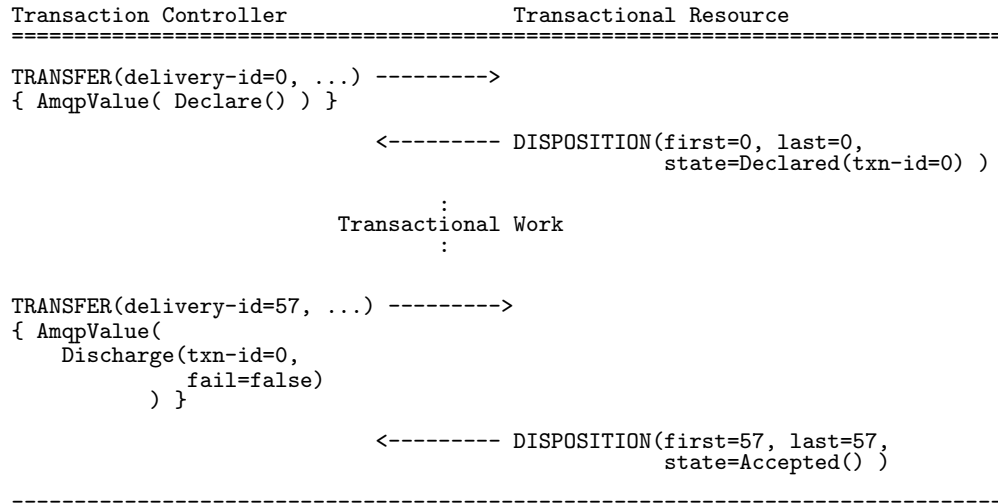 Transaction Controller                  Transactional Resource
================================================================================
TRANSFER(delivery-id=0, ...) --------->
{ AmqpValue( Declare() ) }
<--------- DISPOSITION(first=0, last=0,
state=Declared(txn-id=0) )
:
Transactional Work
:
TRANSFER(delivery-id=57, ...) --------->
{ AmqpValue(
Discharge(txn-id=0,
fail=false)
) }
<--------- DISPOSITION(first=57, last=57,
state=Accepted() )
--------------------------------------------------------------------------------